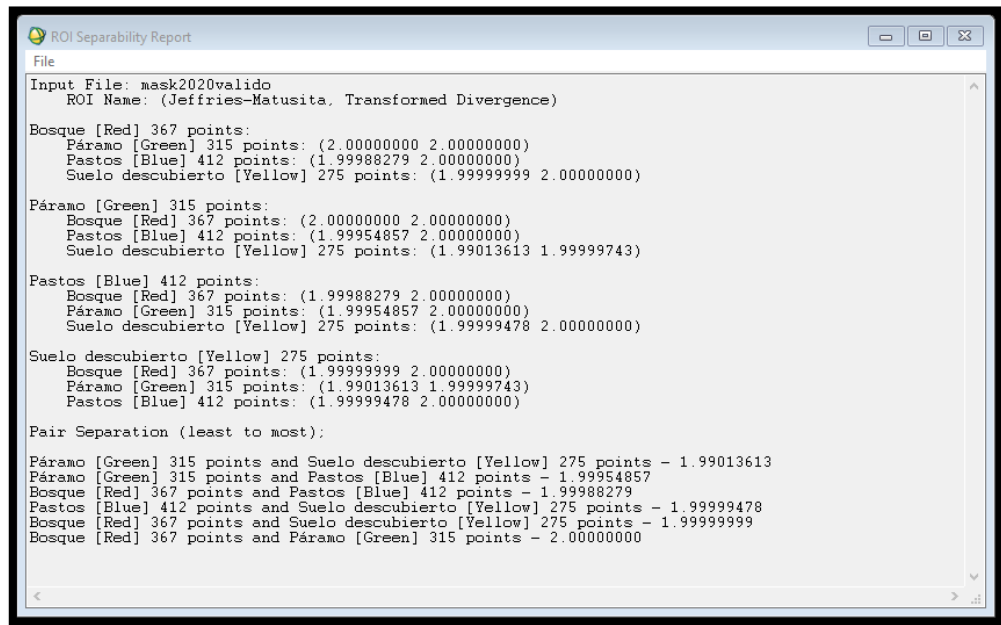 ROI Separability Report
File
Input File: mask2020valido
ROI Name: (Jeffries-Matusita, Transformed Divergence)
Bosque [Red] 367 points:
Páramo [Green] 315 points: (2.00000000 2.00000000)
Pastos [Blue] 412 points: (1.99988279 2.00000000)
Suelo descubierto [Yellow] 275 points: (1.99999999 2.00000000)
Páramo [Green] 315 points:
Bosque [Red] 367 points: (2.00000000 2.00000000)
Pastos [Blue] 412 points: (1.99954857 2.00000000)
Suelo descubierto [Yellow] 275 points: (1.99013613 1.99999743)
Pastos [Blue] 412 points:
Bosque [Red] 367 points: (1.99988279 2.00000000)
Páramo [Green] 315 points: (1.99954857 2.00000000)
Suelo descubierto [Yellow] 275 points: (1.99999478 2.00000000)
Suelo descubierto [Yellow] 275 points:
Bosque [Red] 367 points: (1.99999999 2.00000000)
Páramo [Green] 315 points: (1.99013613 1.99999743)
Pastos [Blue] 412 points: (1.99999478 2.00000000)
Pair Separation (least to most);
Páramo [Green] 315 points and Suelo descubierto [Yellow] 275 points - 1.99013613
Páramo [Green] 315 points and Pastos [Blue] 412 points - 1.99954857
Bosque [Red] 367 points and Pastos [Blue] 412 points - 1.99988279
Pastos [Blue] 412 points and Suelo descubierto [Yellow] 275 points - 1.99999478
Bosque [Red] 367 points and Suelo descubierto [Yellow] 275 points - 1.99999999
Bosque [Red] 367 points and Páramo [Green] 315 points - 2.00000000